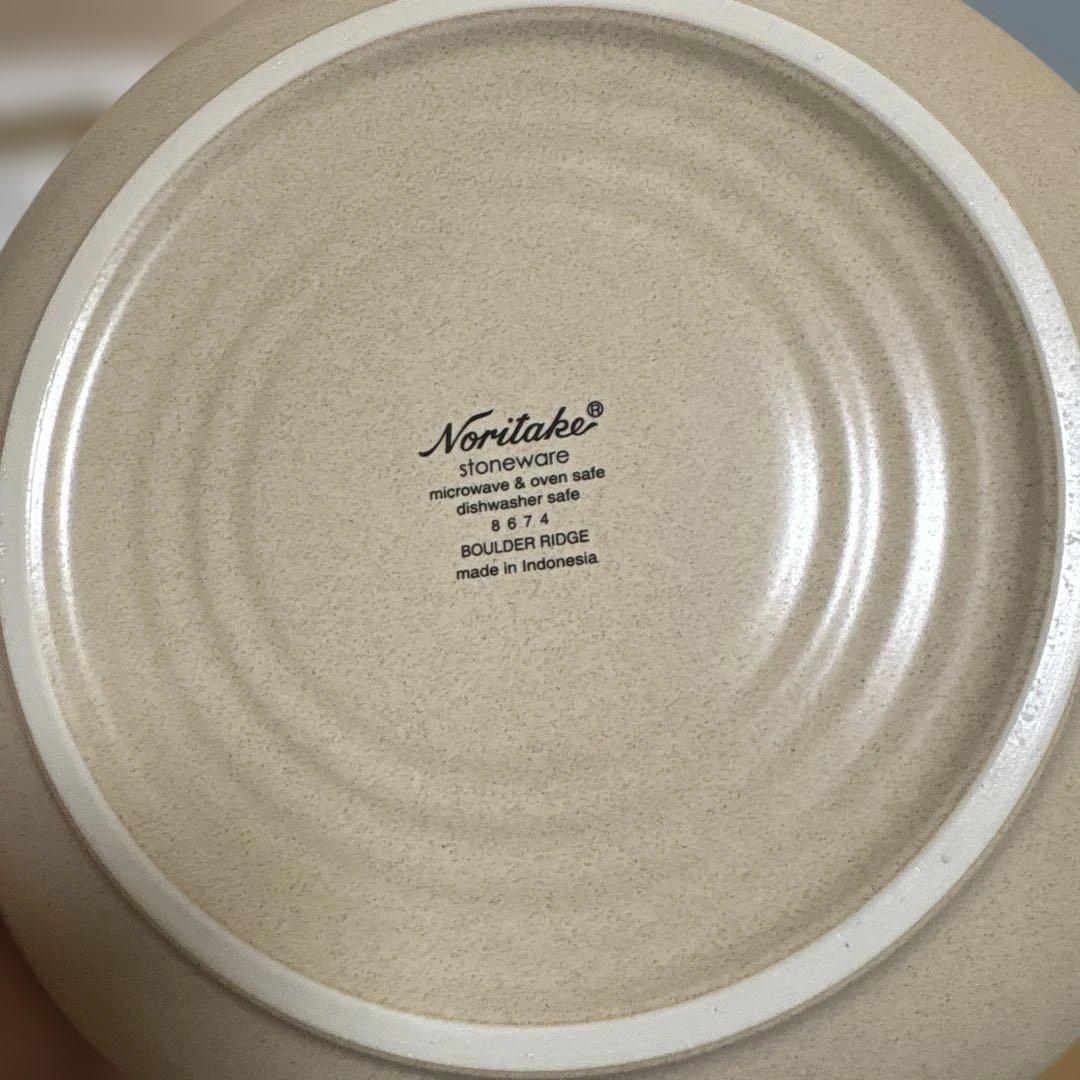 Noritake®
stoneware
microwave & oven safe
dishwasher safe
8674
BOULDER RIDGE
made in Indonesia